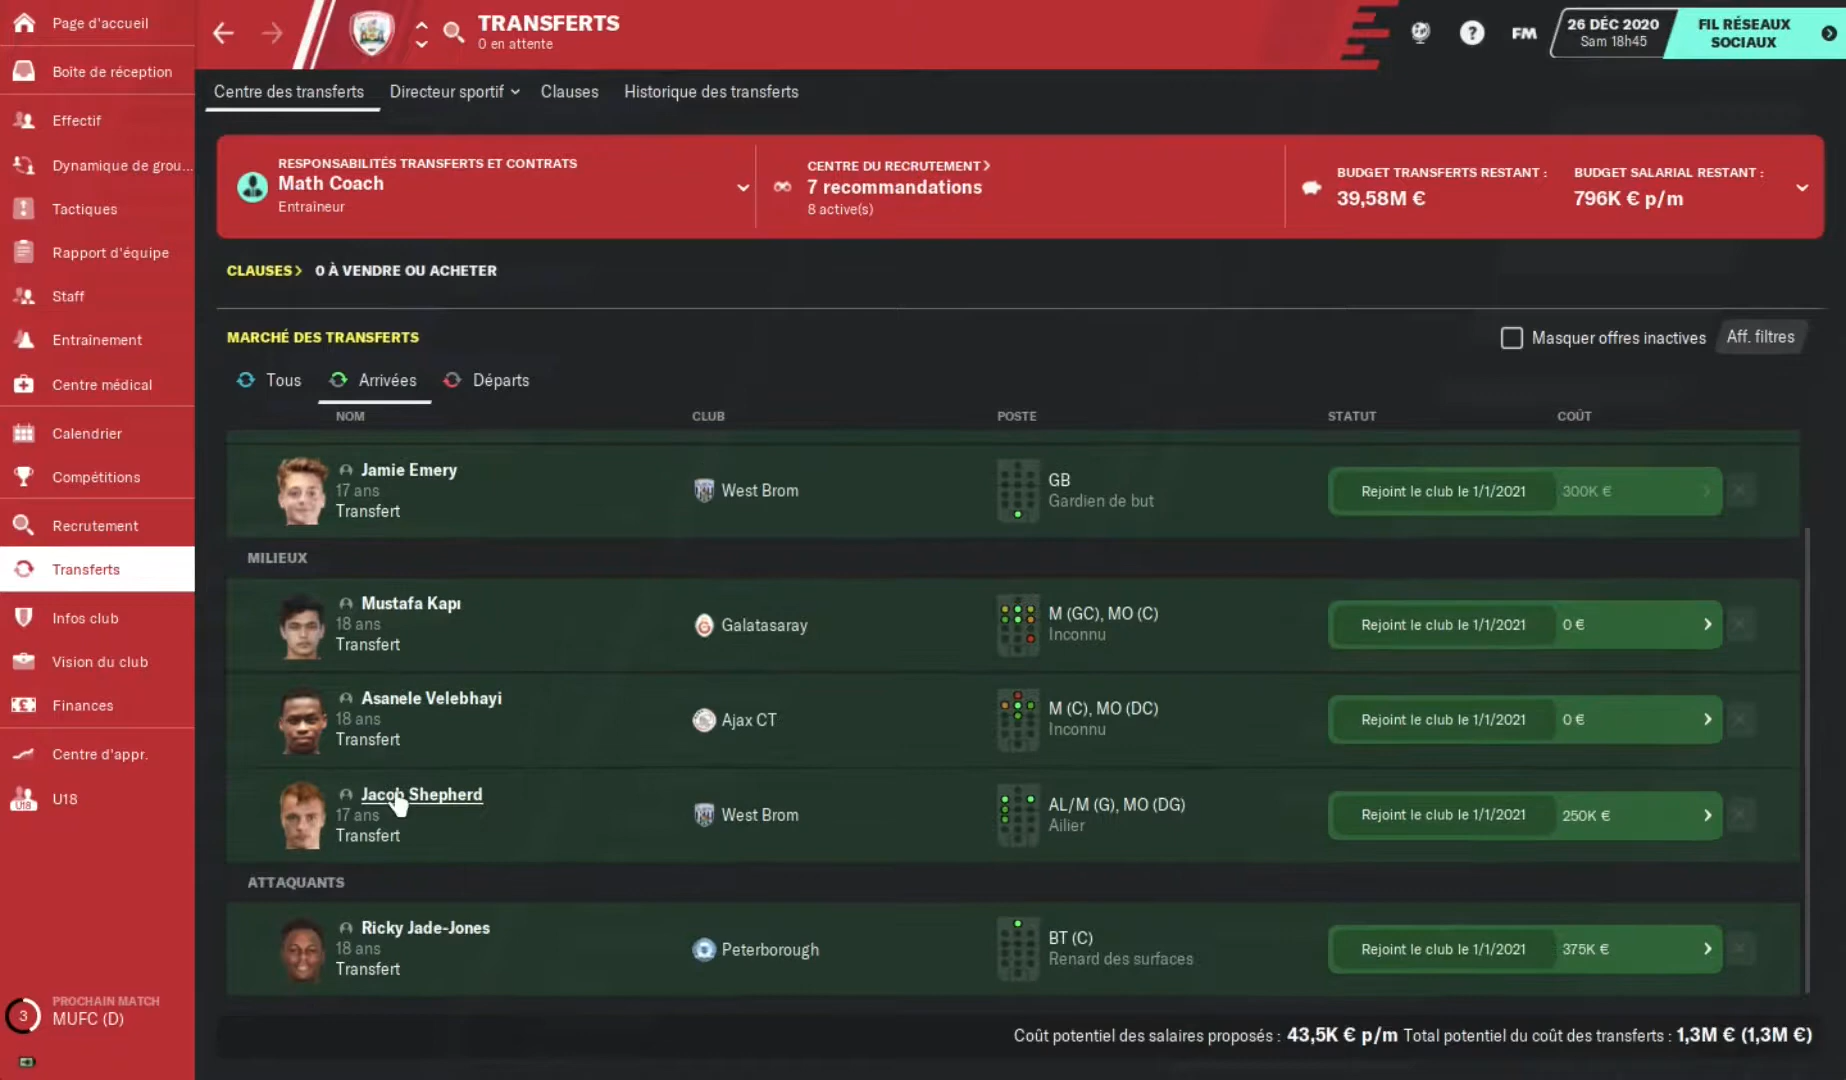 Page d'accueil
Boîte de réception
Effectif
Dynamique de grou...
Tactiques
Rapport d'équipe
Staff
Entraînement
Centre médical
Calendrier
Compétitions
Recrutement
Transferts
Infos club
Vision du club
Finances
Centre d'appr.
U18
U18
PROCHAIN MATCH
3
MUFC (D)
TRANSFERTS
0 en attente
FM
26 DÉC 2020
Sam 18h45
FIL RÉSEAUX
SOCIAUX
Centre des transferts
Directeur sportif
Clauses
Historique des transferts
RESPONSABILITÉS TRANSFERTS ET CONTRATS
Math Coach
Entraîneur
CENTRE DU RECRUTEMENT >
7 recommandations
8 active(s)
BUDGET TRANSFERTS RESTANT :
39,58M €
BUDGET SALARIAL RESTANT :
796K € p/m
CLAUSES > 0 À VENDRE OU ACHETER
MARCHÉ DES TRANSFERTS
Masquer offres inactives
Aff. filtres
Tous
Arrivées
Départs
NOM CLUB POSTE STATUT COÛT
Jamie Emery
17 ans
Transfert
West Brom
GB
Gardien de but
Rejoint le club le 1/1/2021
300K €
MILIEUX
Mustafa Kapı
18 ans
Transfert
Galatasaray
M (GC), MO (C)
Inconnu
Rejoint le club le 1/1/2021
0 €
Asanele Velebhayi
18 ans
Transfert
Ajax CT
M (C), MO (DC)
Inconnu
Rejoint le club le 1/1/2021
0 €
Jacob Shepherd
17 ans
Transfert
West Brom
AL/M (G), MO (DG)
Ailier
Rejoint le club le 1/1/2021
250K €
ATTAQUANTS
Ricky Jade-Jones
18 ans
Transfert
Peterborough
BT (C)
Renard des surfaces
Rejoint le club le 1/1/2021
375K €
Coût potentiel des salaires proposés : 43,5K € p/m Total potentiel du coût des transferts : 1,3M € (1,3M €)